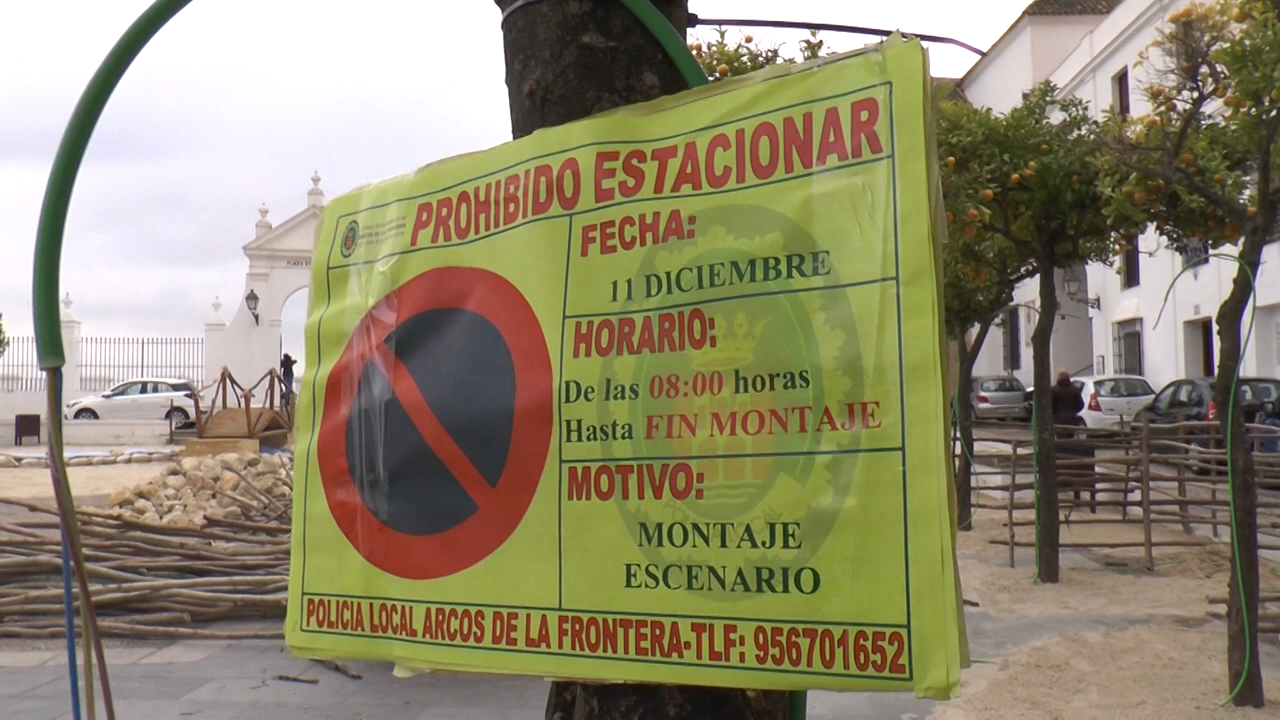 PROHIBIDO ESTACIONAR
FECHA:
11 DICIEMBRE
HORARIO:
De las 08:00 horas
Hasta FIN MONTAJE
MOTIVO:
MONTAJE
ESCENARIO
POLICIA LOCAL ARCOS DE LA FRONTERA-TLF: 956701652